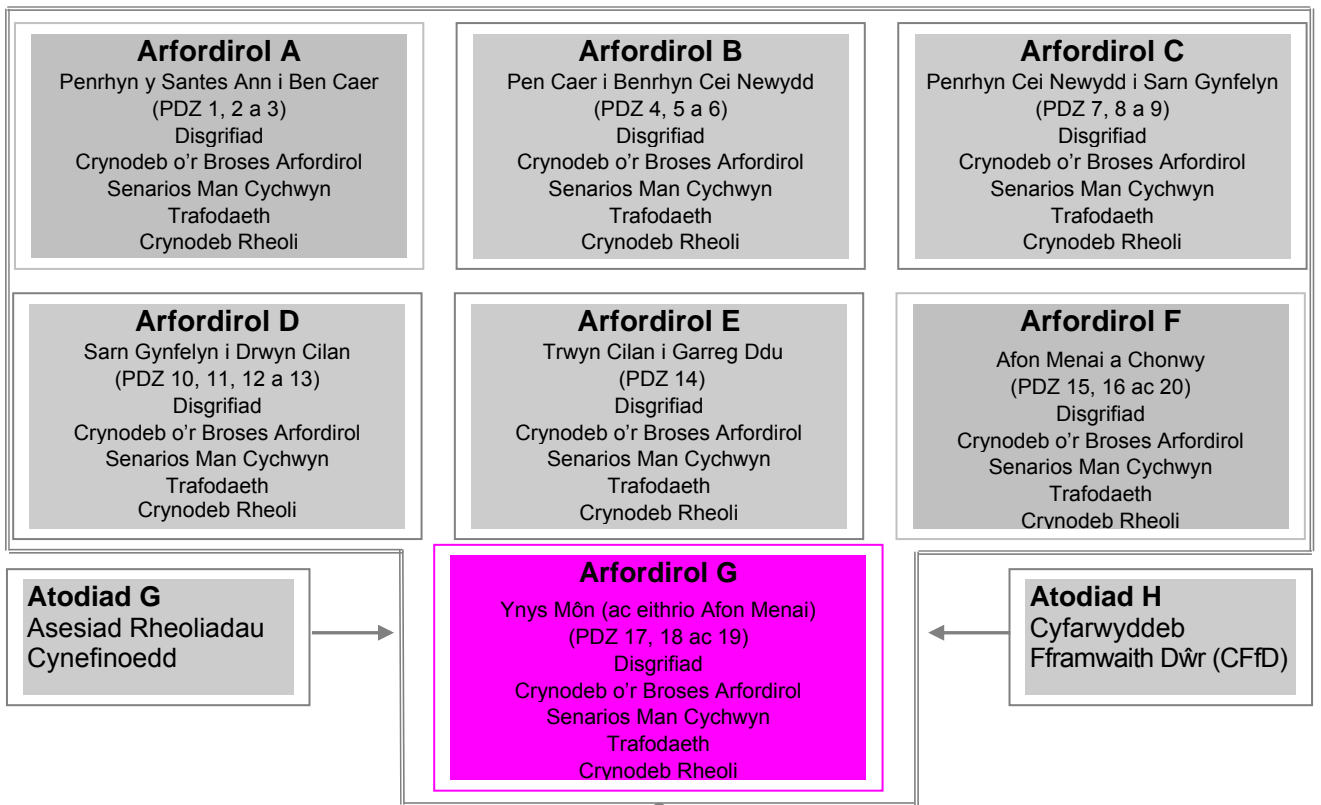 Arfordirol A
Penrhyn y Santes Ann i Ben Caer
(PDZ 1, 2 a 3)
Disgrifiad
Crynodeb o'r Broses Arfordirol
Senarios Man Cychwyn
Trafodaeth
Crynodeb Rheoli
Arfordirol B
Pen Caer i Benrhyn Cei Newydd
(PDZ 4, 5 a 6)
Disgrifiad
Crynodeb o'r Broses Arfordirol
Senarios Man Cychwyn
Trafodaeth
Crynodeb Rheoli
Arfordirol C
Penrhyn Cei Newydd i Sarn Gynfelyn
(PDZ 7, 8 a 9)
Disgrifiad
Crynodeb o'r Broses Arfordirol
Senarios Man Cychwyn
Trafodaeth
Crynodeb Rheoli
Arfordirol D
Sarn Gynfelyn i Drwyn Cilan
(PDZ 10, 11, 12 a 13)
Disgrifiad
Crynodeb o'r Broses Arfordirol
Senarios Man Cychwyn
Trafodaeth
Crynodeb Rheoli
Arfordirol E
Trwyn Cilan i Garreg Ddu
(PDZ 14)
Disgrifiad
Crynodeb o'r Broses Arfordirol
Senarios Man Cychwyn
Trafodaeth
Crynodeb Rheoli
Arfordirol F
Afon Menai a Chonwy
(PDZ 15, 16 ac 20)
Disgrifiad
Crynodeb o'r Broses Arfordirol
Senarios Man Cychwyn
Trafodaeth
Crynodeb Rheoli
Atodiad G
Asesiad Rheoliadau
Cynefinoedd
Arfordirol G
Ynys Môn (ac eithrio Afon Menai)
(PDZ 17, 18 ac 19)
Disgrifiad
Crynodeb o'r Broses Arfordirol
Senarios Man Cychwyn
Trafodaeth
Crynodeb Rheoli
Atodiad H
Cyfarwyddeb
Fframwaith Dŵr (CFfD)